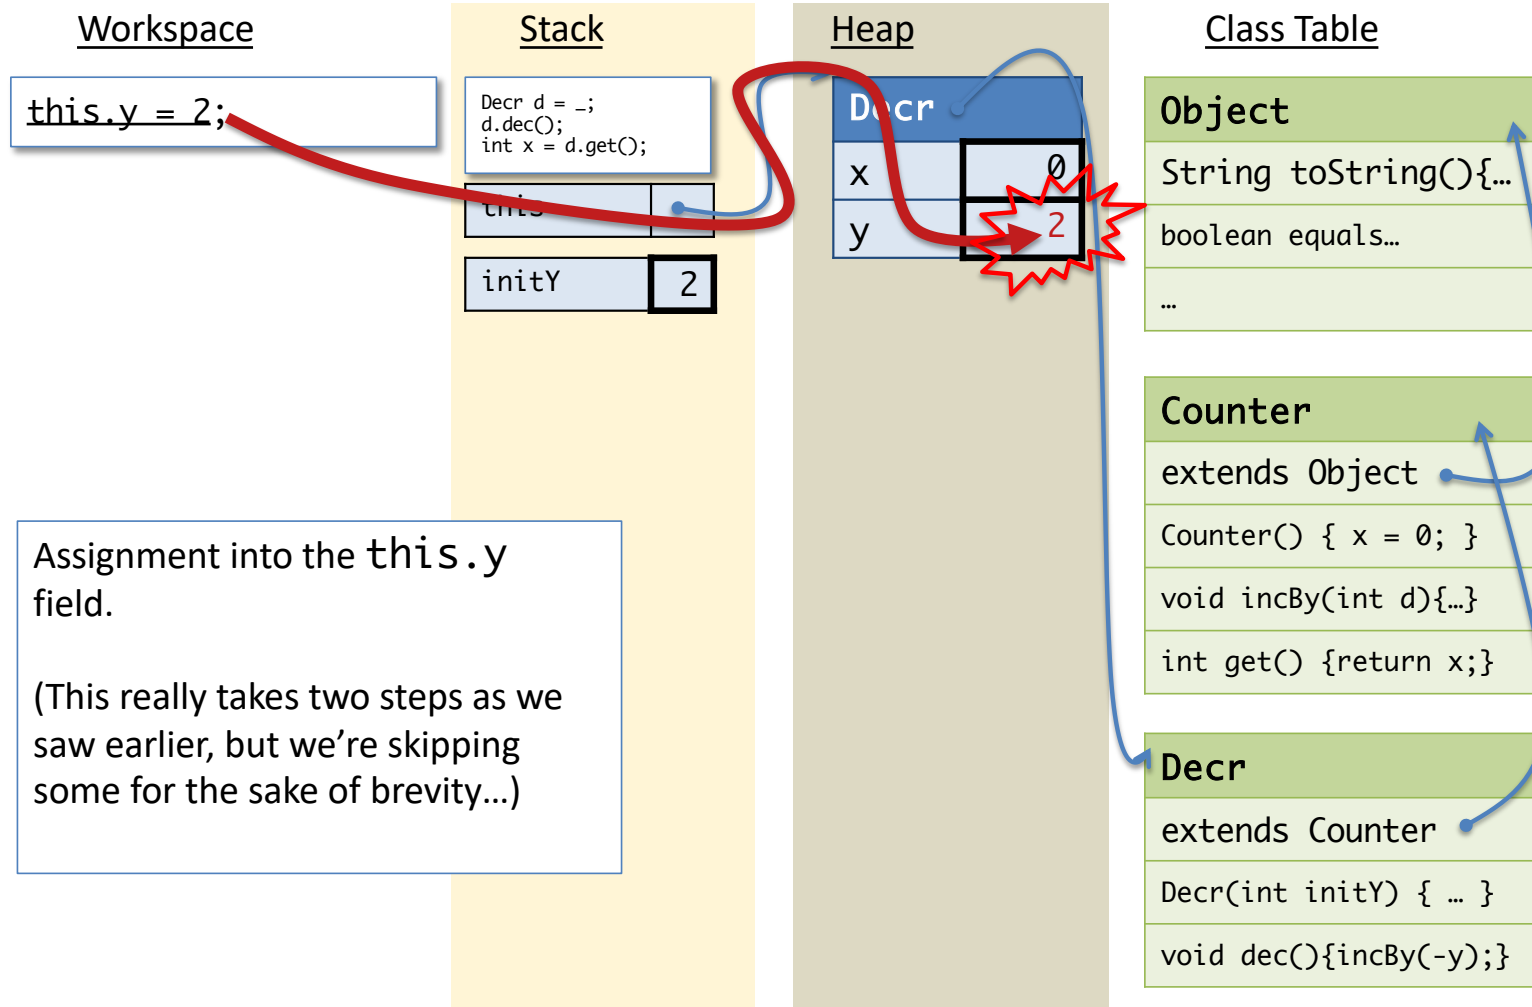 Workspace
Stack
Heap
Class Table
this.y = 2;
Decr d = _;
d.dec();
int x = d.get();
this
initY
2
Decr
x
0
y
2
Object
String toString(){…
boolean equals…
…
Counter
extends Object
Counter() { x = 0; }
void incBy(int d){…}
int get() {return x;}
Decr
extends Counter
Decr(int initY) { … }
void dec(){incBy(-y);}
Assignment into the this.y
field.
(This really takes two steps as we
saw earlier, but we’re skipping
some for the sake of brevity…)